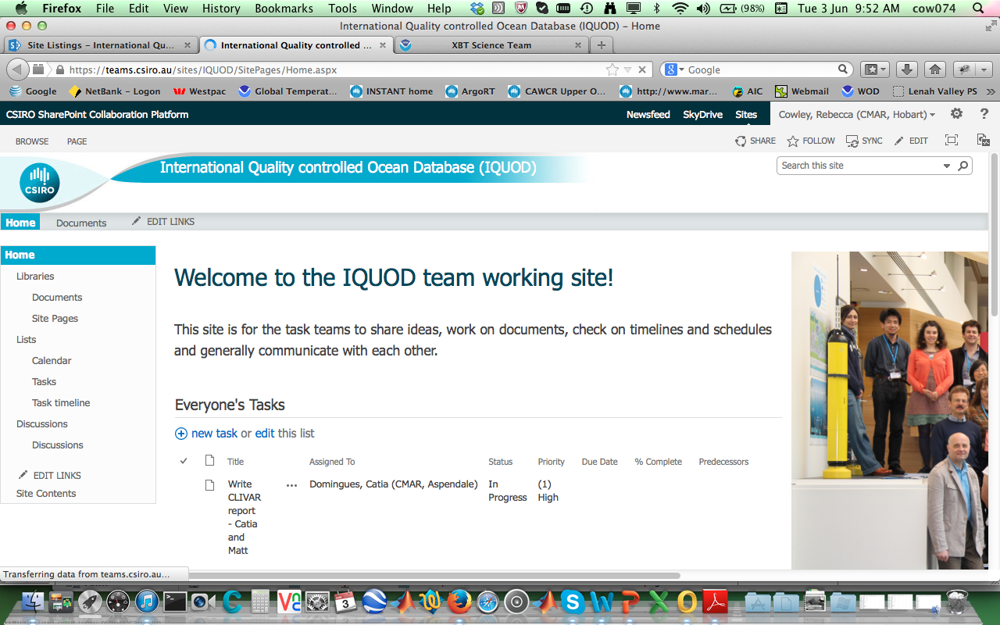 Firefox File Edit View History Bookmarks Tools Window Help (98%) Tue 3 Jun 9:52 AM cow074
International Quality controlled Ocean Database (IQUOD) – Home
Site Listings – International Qu... International Quality controlled ... XBT Science Team
https://teams.csiro.au/sites/IQUOD/SitePages/Home.aspx Google
Google NetBank – Logon Westpac Global Temperat... INSTANT home ArgoRT CAWCR Upper O... http://www.mar... AIC Webmail WOD Lenah Valley PS
CSIRO SharePoint Collaboration Platform Newsfeed SkyDrive Sites Cowley, Rebecca (CMAR, Hobart)
BROWSE PAGE SHARE FOLLOW SYNC EDIT
International Quality controlled Ocean Database (IQUOD)
Search this site
CSIRO
Home Documents EDIT LINKS
Home
Libraries
Documents
Site Pages
Lists
Calendar
Tasks
Task timeline
Discussions
Discussions
EDIT LINKS
Site Contents
Welcome to the IQUOD team working site!
This site is for the task teams to share ideas, work on documents, check on timelines and schedules
and generally communicate with each other.
Everyone's Tasks
new task or edit this list
Title Assigned To Status Priority Due Date % Complete Predecessors
Write ... Domingues, Catia (CMAR, Aspendale) In (1)
CLIVAR Progress High
report
- Catia
and
Matt
Transferring data from teams.csiro.au...
3